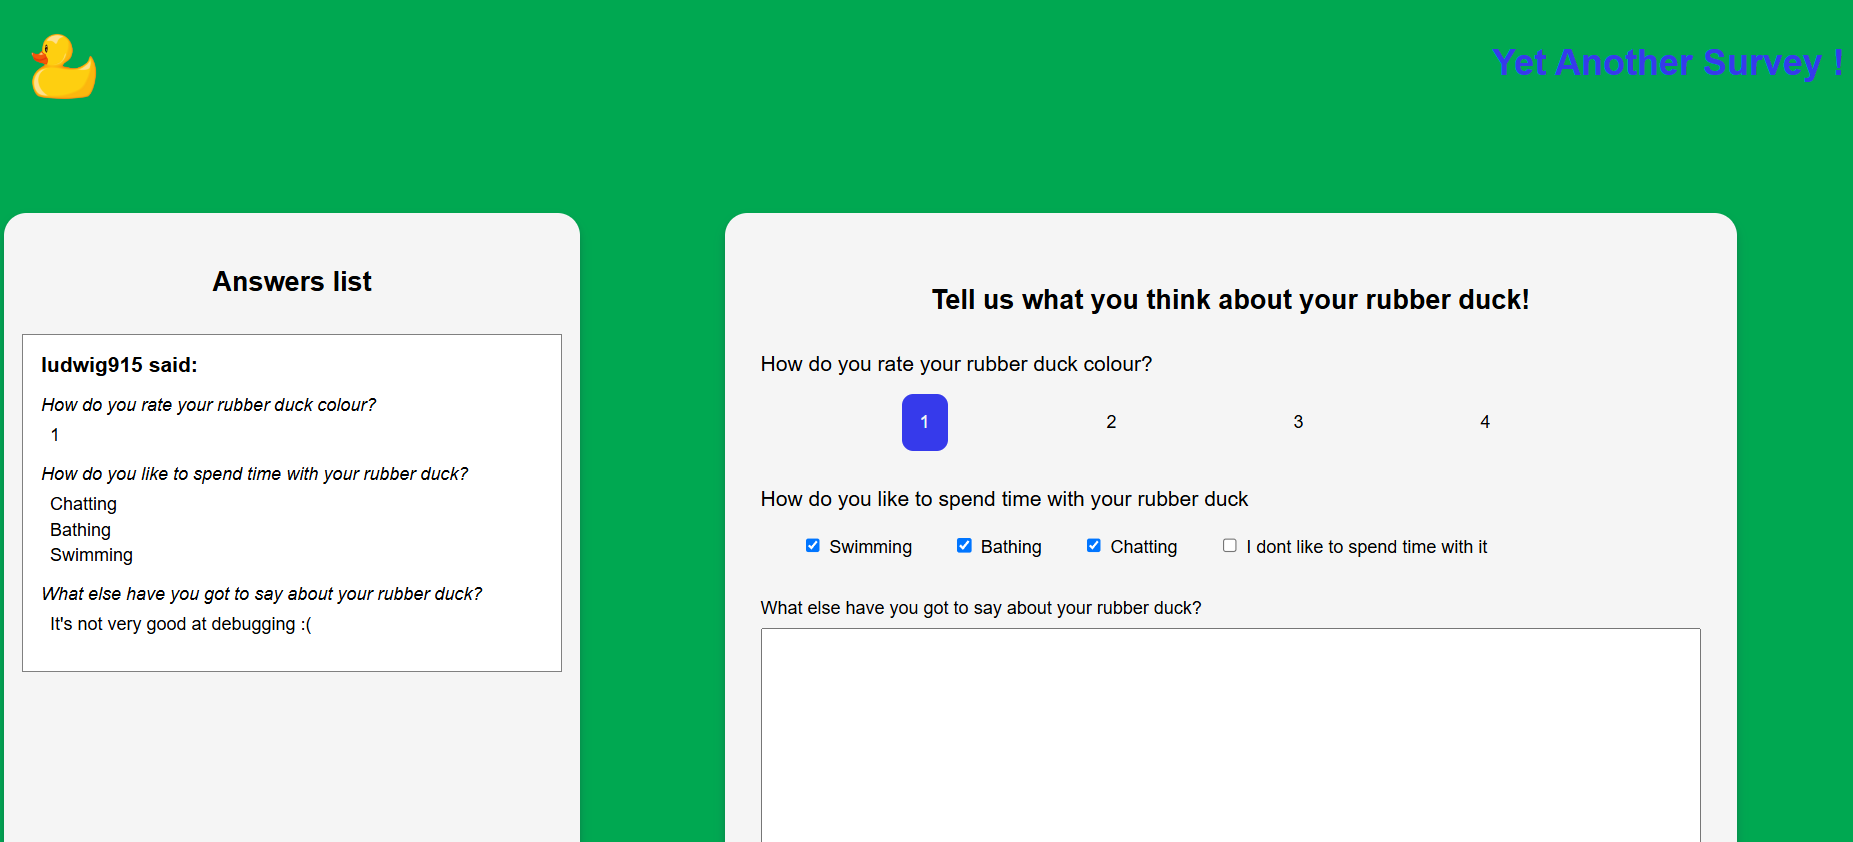 Yet Another Survey !
Answers list
ludwig915 said:
How do you rate your rubber duck colour?
1
How do you like to spend time with your rubber duck?
Chatting
Bathing
Swimming
What else have you got to say about your rubber duck?
It's not very good at debugging :(
Tell us what you think about your rubber duck!
How do you rate your rubber duck colour?
1 2 3 4
How do you like to spend time with your rubber duck
Swimming Bathing Chatting I dont like to spend time with it
What else have you got to say about your rubber duck?